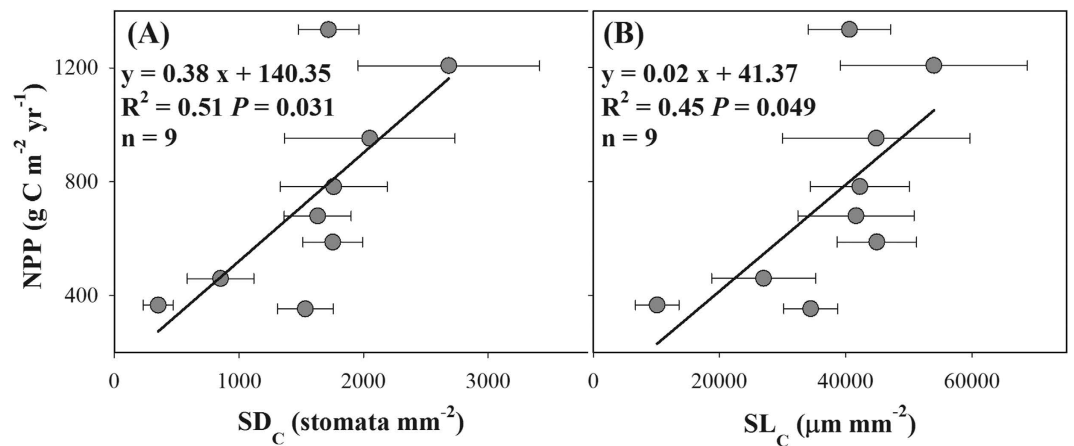 (A)
y = 0.38 x + 140.35
R² = 0.51 P = 0.031
n = 9
(B)
y = 0.02 x + 41.37
R² = 0.45 P = 0.049
n = 9
NPP (g C m⁻² yr⁻¹)
1200
800
400
0 1000 2000 3000
0 20000 40000 60000
SD_C (stomata mm⁻²)
SL_C (μm mm⁻²)